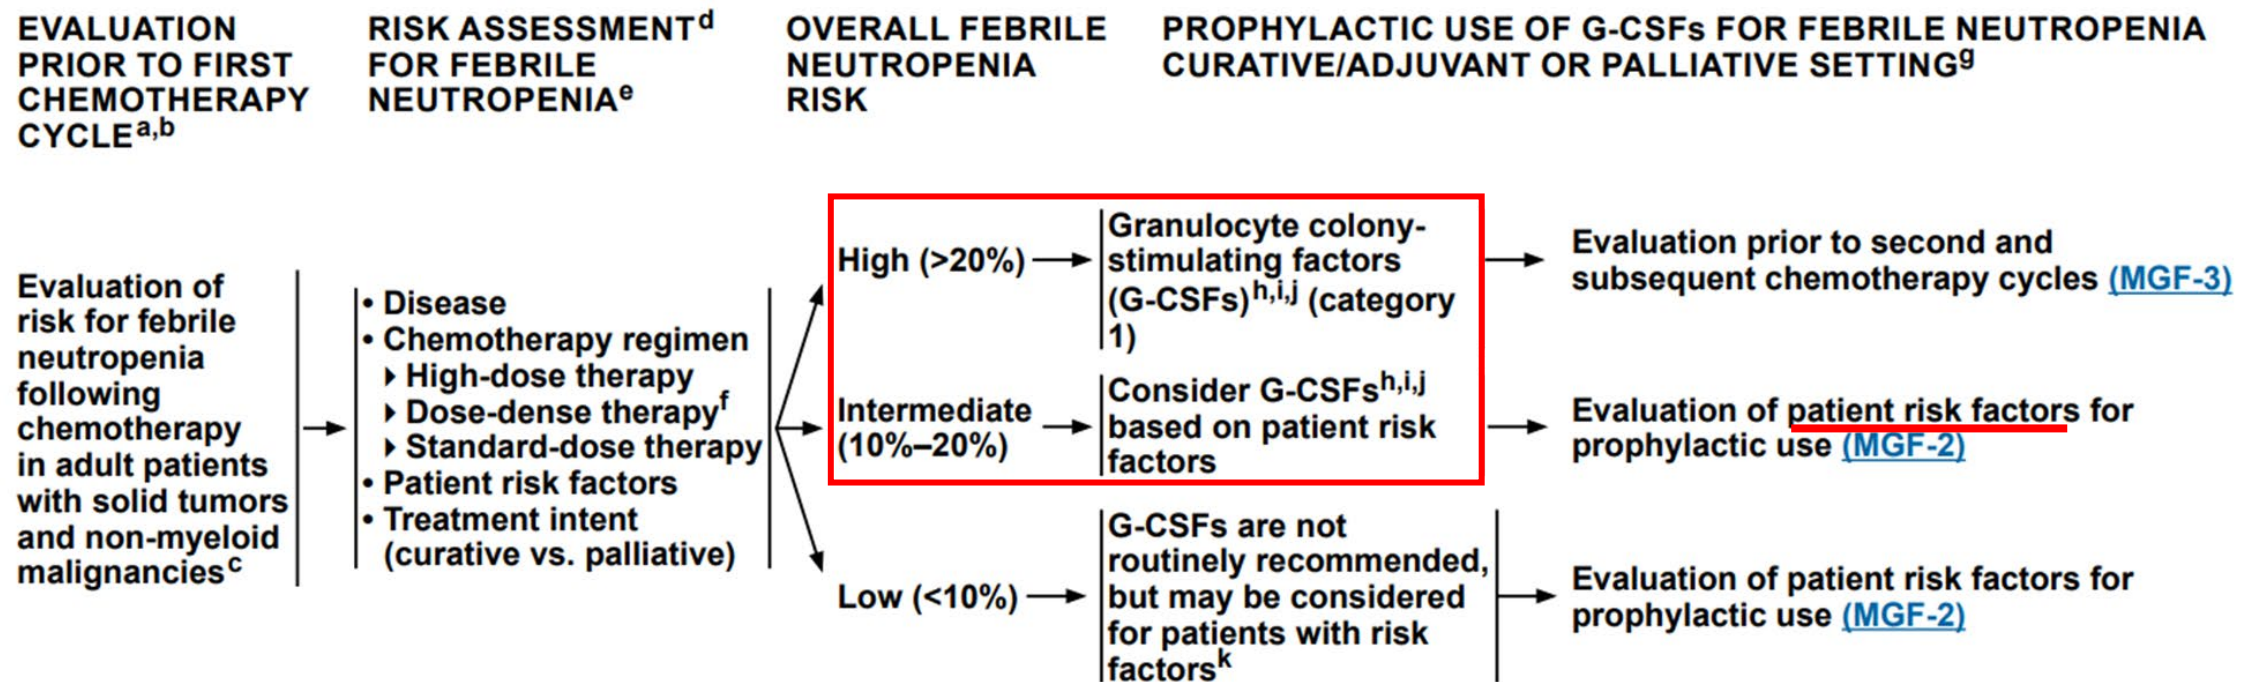 EVALUATION
PRIOR TO FIRST
CHEMOTHERAPY
CYCLEa,b
RISK ASSESSMENTd
FOR FEBRILE
NEUTROPENIAe
OVERALL FEBRILE
NEUTROPENIA
RISK
PROPHYLACTIC USE OF G-CSFs FOR FEBRILE NEUTROPENIA
CURATIVE/ADJUVANT OR PALLIATIVE SETTINGg
Evaluation of
risk for febrile
neutropenia
following
chemotherapy
in adult patients
with solid tumors
and non-myeloid
malignanciesc
• Disease
• Chemotherapy regimen
▸ High-dose therapy
▸ Dose-dense therapyf
▸ Standard-dose therapy
• Patient risk factors
• Treatment intent
(curative vs. palliative)
High (>20%)
Granulocyte colony-
stimulating factors
(G-CSFs)h,i,j (category
1)
Evaluation prior to second and
subsequent chemotherapy cycles (MGF-3)
Intermediate
(10%–20%)
Consider G-CSFsh,i,j
based on patient risk
factors
Evaluation of patient risk factors for
prophylactic use (MGF-2)
Low (<10%)
G-CSFs are not
routinely recommended,
but may be considered
for patients with risk
factorsk
Evaluation of patient risk factors for
prophylactic use (MGF-2)